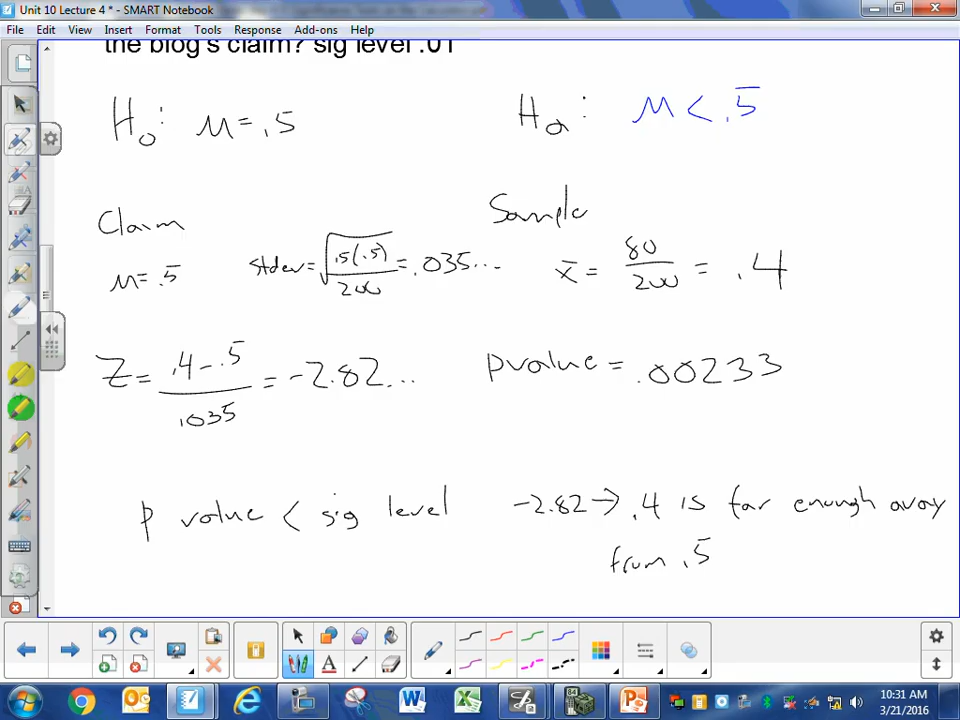 Unit 10 Lecture 4 * - SMART Notebook
File Edit View Insert Format Tools Response Add-ons Help
the blog's claim? sig level .01
H₀: μ = .5
Hₐ: μ < .5
Claim
Sample
μ = .5
stdev = √(.5(.5)/200) = .035...
x̄ = 80/200 = .4
Z = (.4 - .5)/.035 = -2.82...
pvalue = .00233
p value < sig level
-2.82 → .4 is far enough away
from .5
10:31 AM
3/21/2016